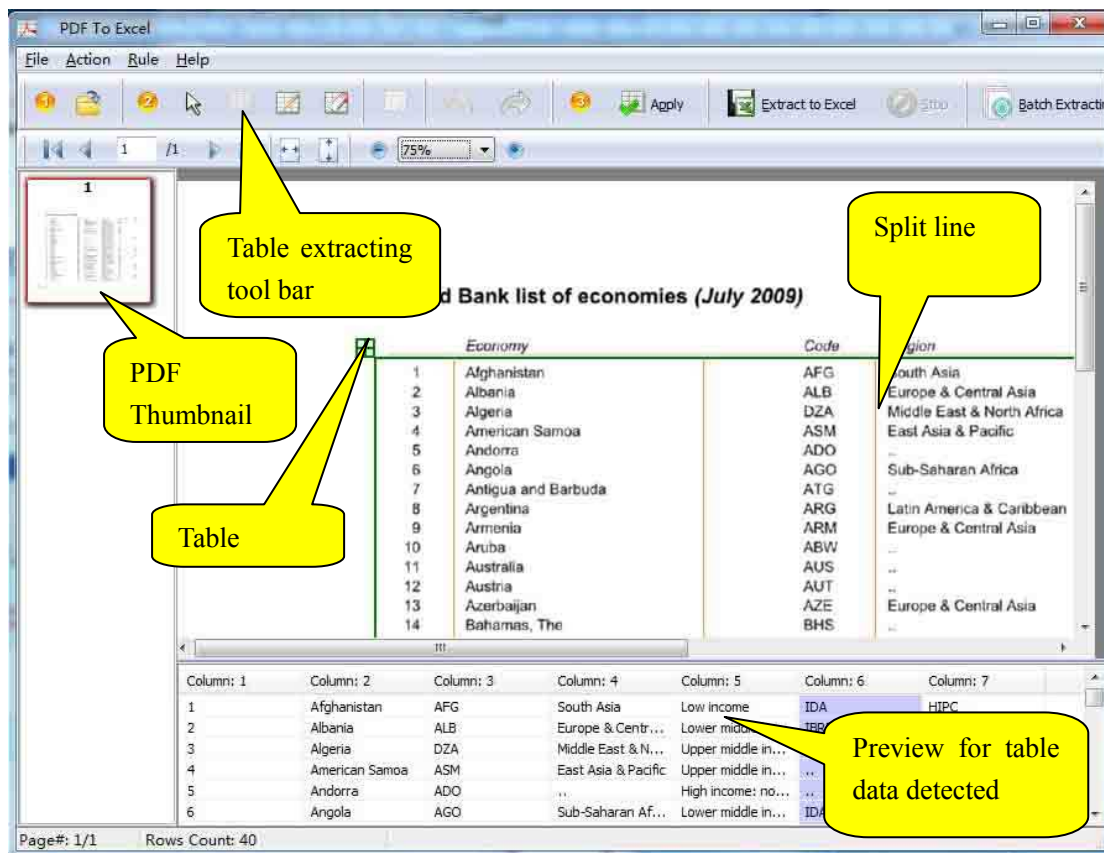 PDF To Excel
File Action Rule Help
1 2 3 Apply Extract to Excel Stop Batch Extractin
1 /1 75%
1
Table extracting
tool bar
Split line
d Bank list of economies (July 2009)
PDF
Thumbnail
Table
Economy Code gion
1 Afghanistan AFG South Asia
2 Albania ALB Europe & Central Asia
3 Algeria DZA Middle East & North Africa
4 American Samoa ASM East Asia & Pacific
5 Andorra ADO ..
6 Angola AGO Sub-Saharan Africa
7 Antigua and Barbuda ATG ..
8 Argentina ARG Latin America & Caribbean
9 Armenia ARM Europe & Central Asia
10 Aruba ABW ..
11 Australia AUS ..
12 Austria AUT ..
13 Azerbaijan AZE Europe & Central Asia
14 Bahamas, The BHS ..
Column: 1 Column: 2 Column: 3 Column: 4 Column: 5 Column: 6 Column: 7
1 Afghanistan AFG South Asia Low income IDA HIPC
2 Albania ALB Europe & Centr... Lower middle
3 Algeria DZA Middle East & N... Upper middle in... ..
4 American Samoa ASM East Asia & Pacific Upper middle in... ..
5 Andorra ADO .. High income: no... ..
6 Angola AGO Sub-Saharan Af... Lower middle in... IDA
Preview for table
data detected
Page#: 1/1 Rows Count: 40